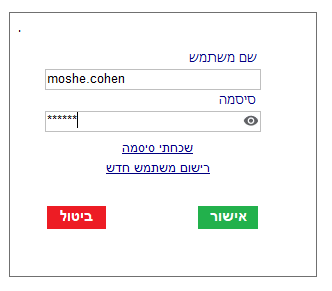 .
שם משתמש
moshe.cohen
סיסמה
******
שכחתי סיסמה
רישום משתמש חדש
אישור
ביטול